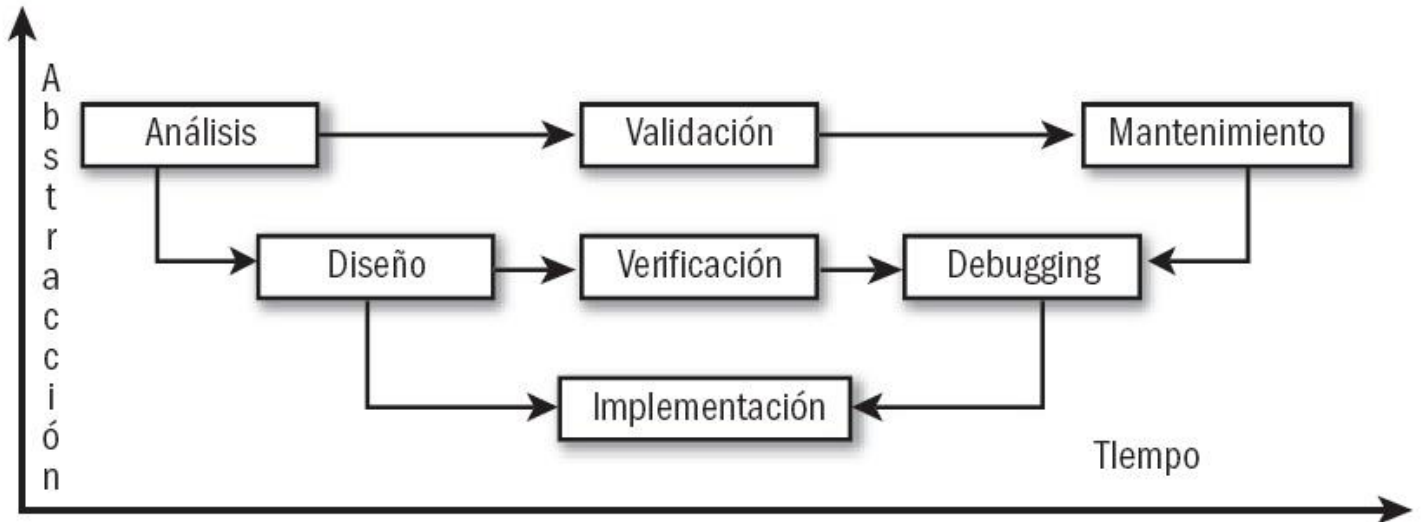 Abstracción
Análisis
Validación
Mantenimiento
Diseño
Verificación
Debugging
Implementación
TIempo